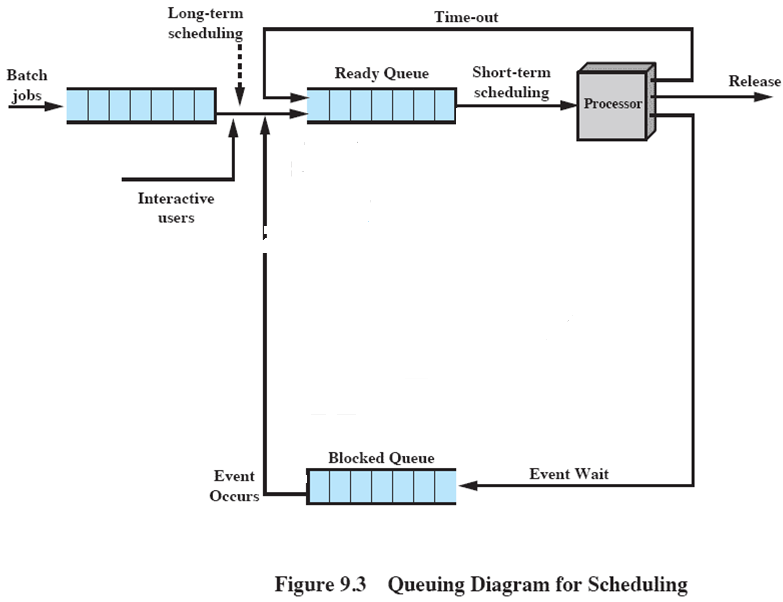 Long-term
scheduling
Time-out
Batch
jobs
Ready Queue
Short-term
scheduling
Processor
Release
Interactive
users
Blocked Queue
Event
Occurs
Event Wait
Figure 9.3 Queuing Diagram for Scheduling